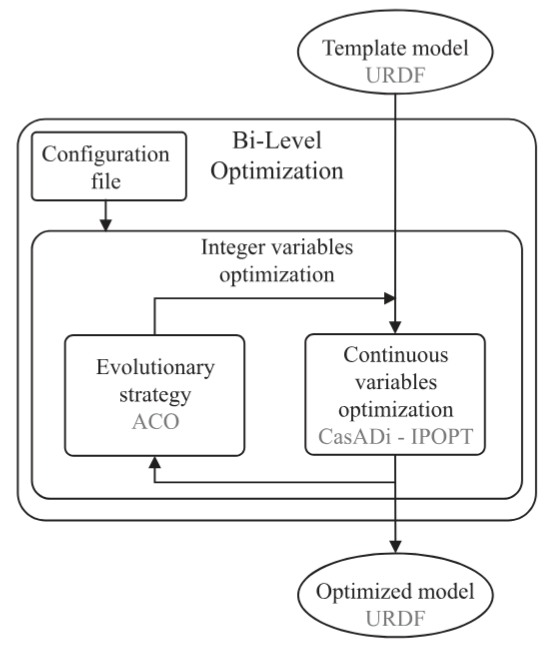 Template model
URDF
Bi-Level
Optimization
Configuration
file
Integer variables
optimization
Evolutionary
strategy
ACO
Continuous
variables
optimization
CasADi - IPOPT
Optimized model
URDF